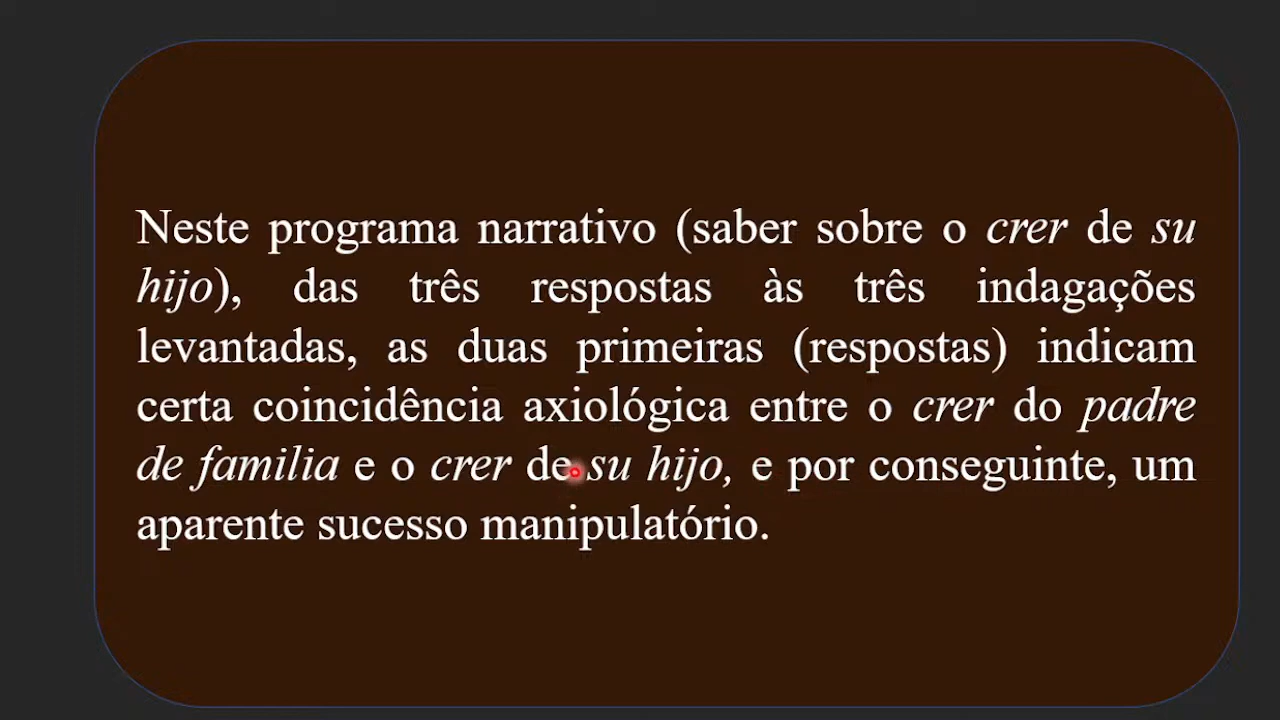 Neste programa narrativo (saber sobre o crer de su
hijo), das três respostas às três indagações
levantadas, as duas primeiras (respostas) indicam
certa coincidência axiológica entre o crer do padre
de familia e o crer de su hijo, e por conseguinte, um
aparente sucesso manipulatório.